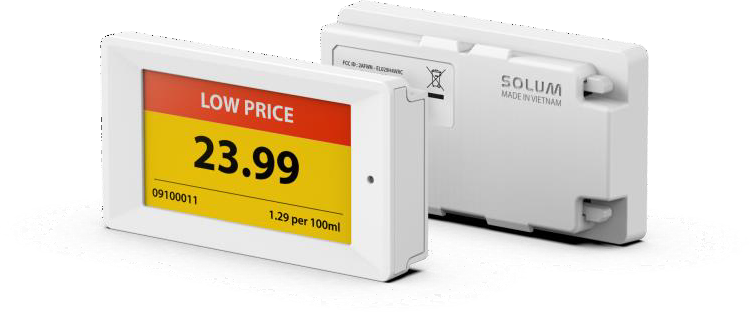 LOW PRICE
23.99
09100011
1.29 per 100ml
SOLUM
MADE IN VIETNAM